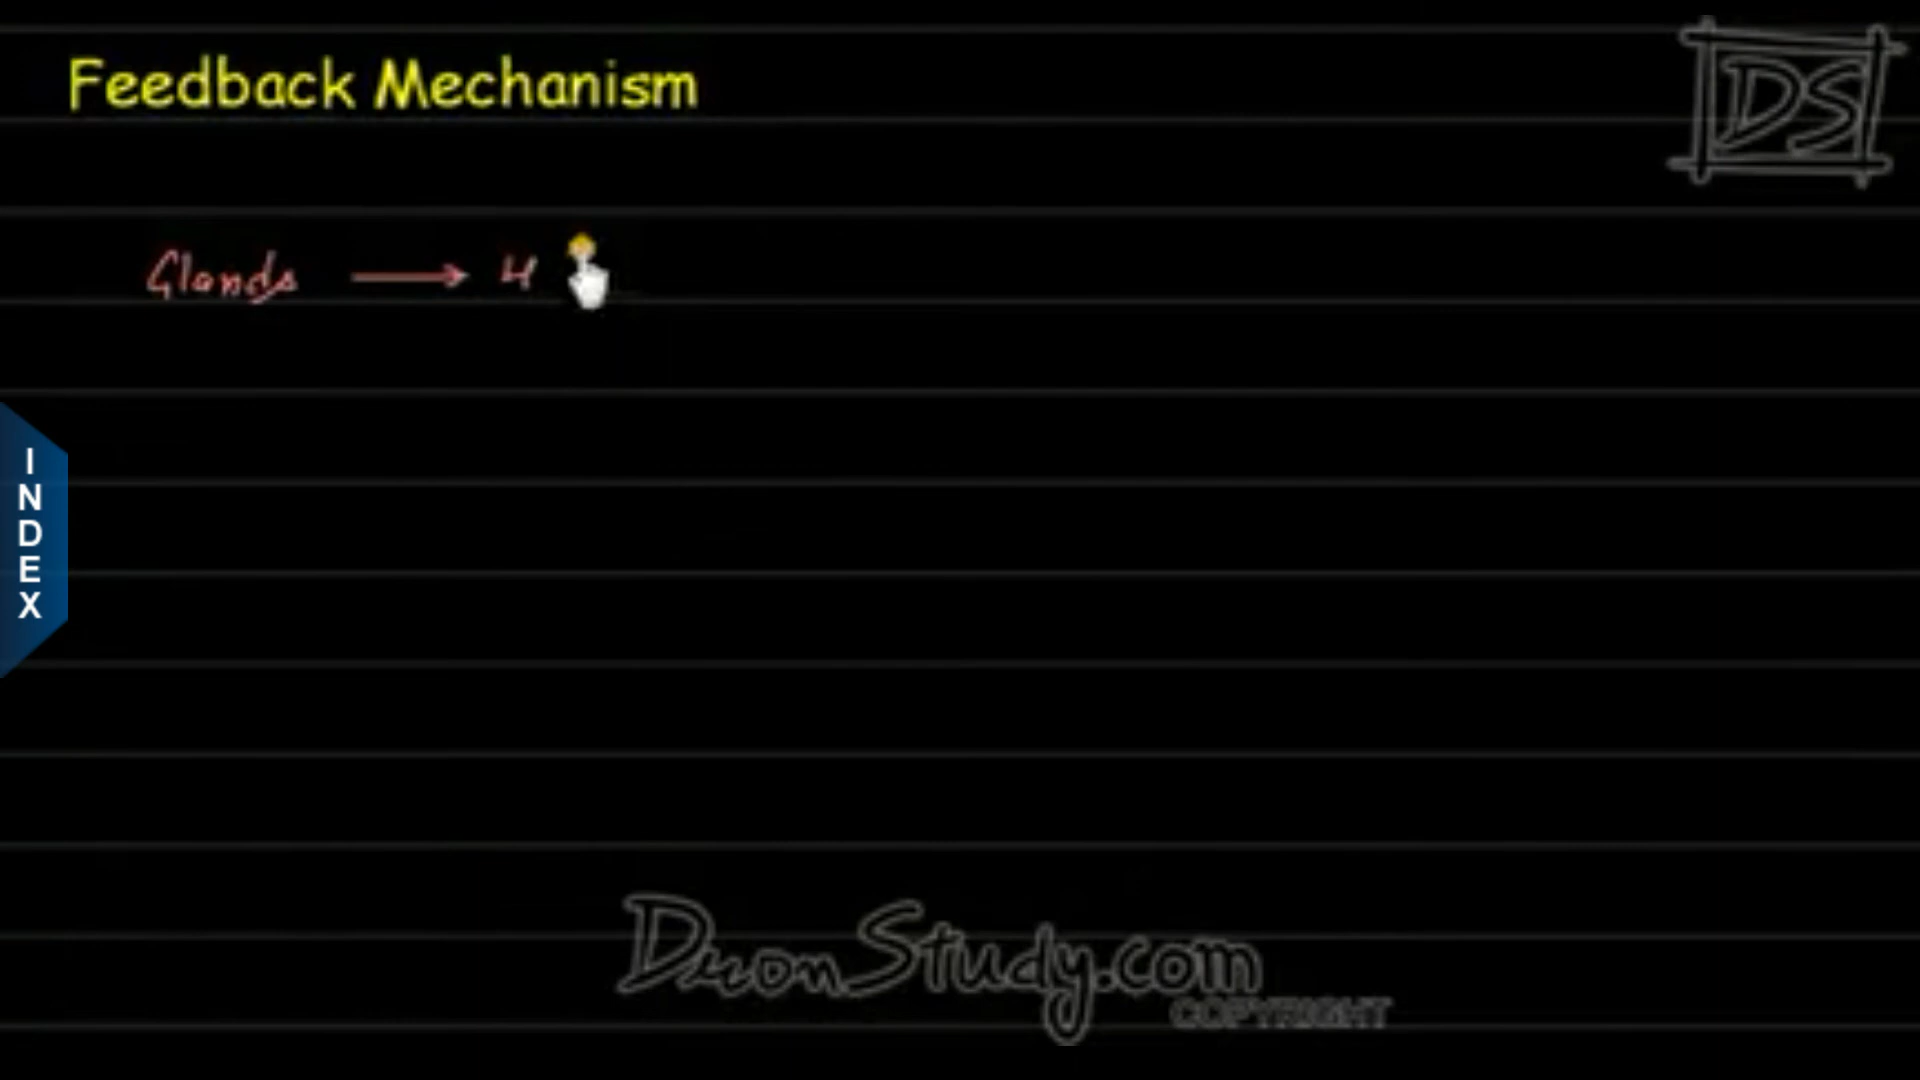 Feedback Mechanism
DS
Glands → H
INDEX
DronStudy.com
COPYRIGHT